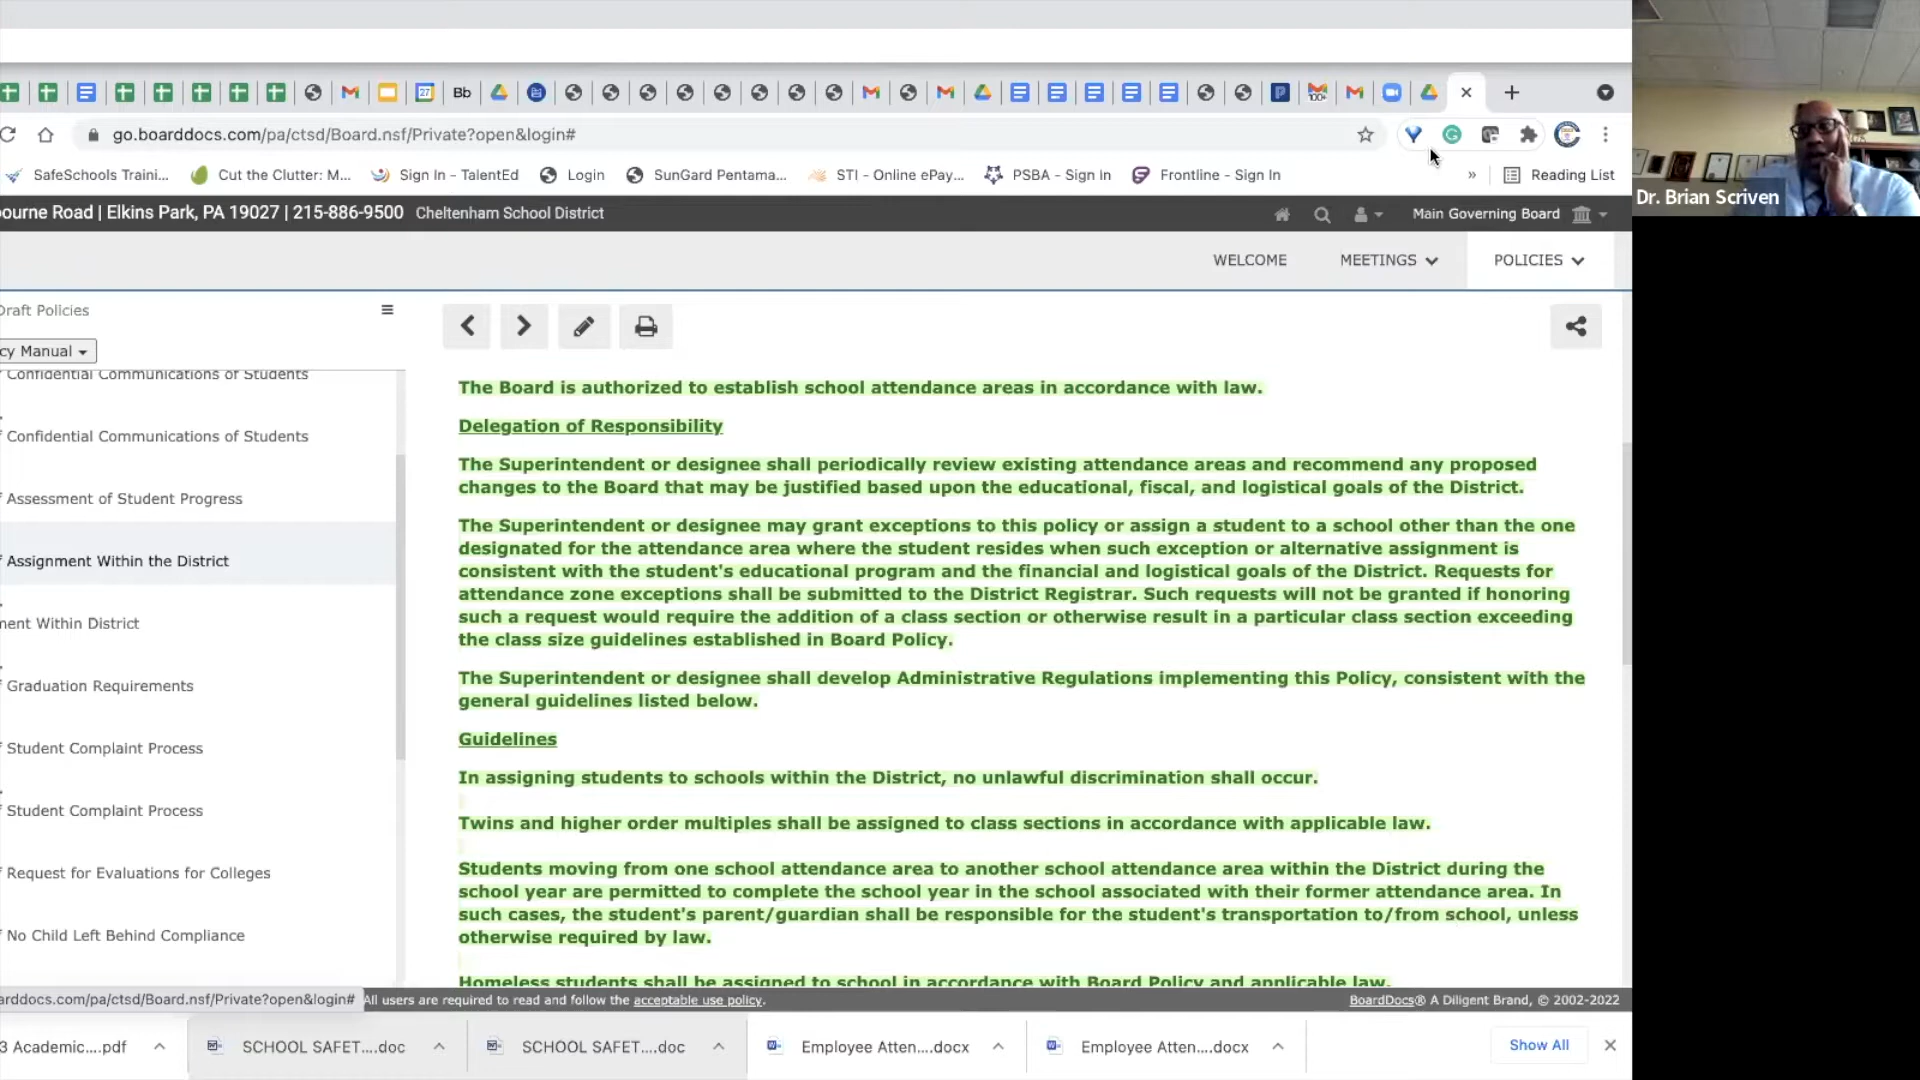 27
Bb
100+
go.boarddocs.com/pa/ctsd/Board.nsf/Private?open&login#
SafeSchools Traini...
Cut the Clutter: M...
Sign In - TalentEd
Login
SunGard Pentama...
STI - Online ePay...
PSBA - Sign In
Frontline - Sign In
»
Reading List
Dr. Brian Scriven
ourne Road | Elkins Park, PA 19027 | 215-886-9500 Cheltenham School District
Main Governing Board
WELCOME
MEETINGS
POLICIES
Draft Policies
cy Manual
Confidential Communications of Students
Confidential Communications of Students
Assessment of Student Progress
Assignment Within the District
ment Within District
Graduation Requirements
Student Complaint Process
Student Complaint Process
Request for Evaluations for Colleges
No Child Left Behind Compliance
The Board is authorized to establish school attendance areas in accordance with law.
Delegation of Responsibility
The Superintendent or designee shall periodically review existing attendance areas and recommend any proposed
changes to the Board that may be justified based upon the educational, fiscal, and logistical goals of the District.
The Superintendent or designee may grant exceptions to this policy or assign a student to a school other than the one
designated for the attendance area where the student resides when such exception or alternative assignment is
consistent with the student's educational program and the financial and logistical goals of the District. Requests for
attendance zone exceptions shall be submitted to the District Registrar. Such requests will not be granted if honoring
such a request would require the addition of a class section or otherwise result in a particular class section exceeding
the class size guidelines established in Board Policy.
The Superintendent or designee shall develop Administrative Regulations implementing this Policy, consistent with the
general guidelines listed below.
Guidelines
In assigning students to schools within the District, no unlawful discrimination shall occur.
Twins and higher order multiples shall be assigned to class sections in accordance with applicable law.
Students moving from one school attendance area to another school attendance area within the District during the
school year are permitted to complete the school year in the school associated with their former attendance area. In
such cases, the student's parent/guardian shall be responsible for the student's transportation to/from school, unless
otherwise required by law.
Homeless students shall be assigned to school in accordance with Board Policy and applicable law.
arddocs.com/pa/ctsd/Board.nsf/Private?open&login#
All users are required to read and follow the acceptable use policy.
BoardDocs® A Diligent Brand, © 2002-2022
3 Academic....pdf
SCHOOL SAFET....doc
SCHOOL SAFET....doc
Employee Atten....docx
Employee Atten....docx
Show All